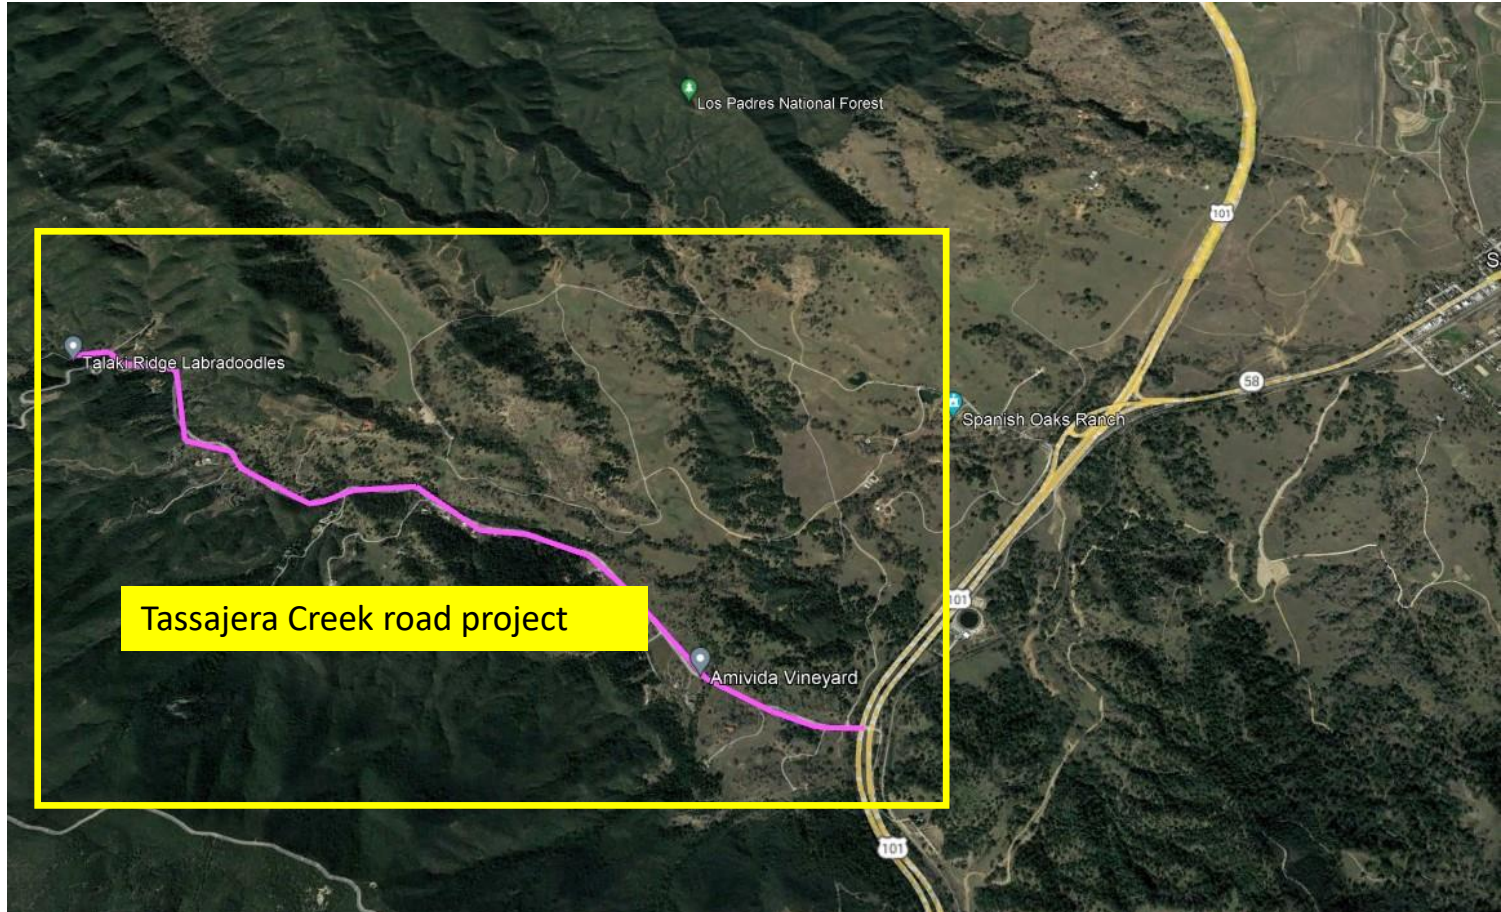 Los Padres National Forest
101
58
Talaki Ridge Labradoodles
Spanish Oaks Ranch
101
Tassajera Creek road project
Amivida Vineyard
101